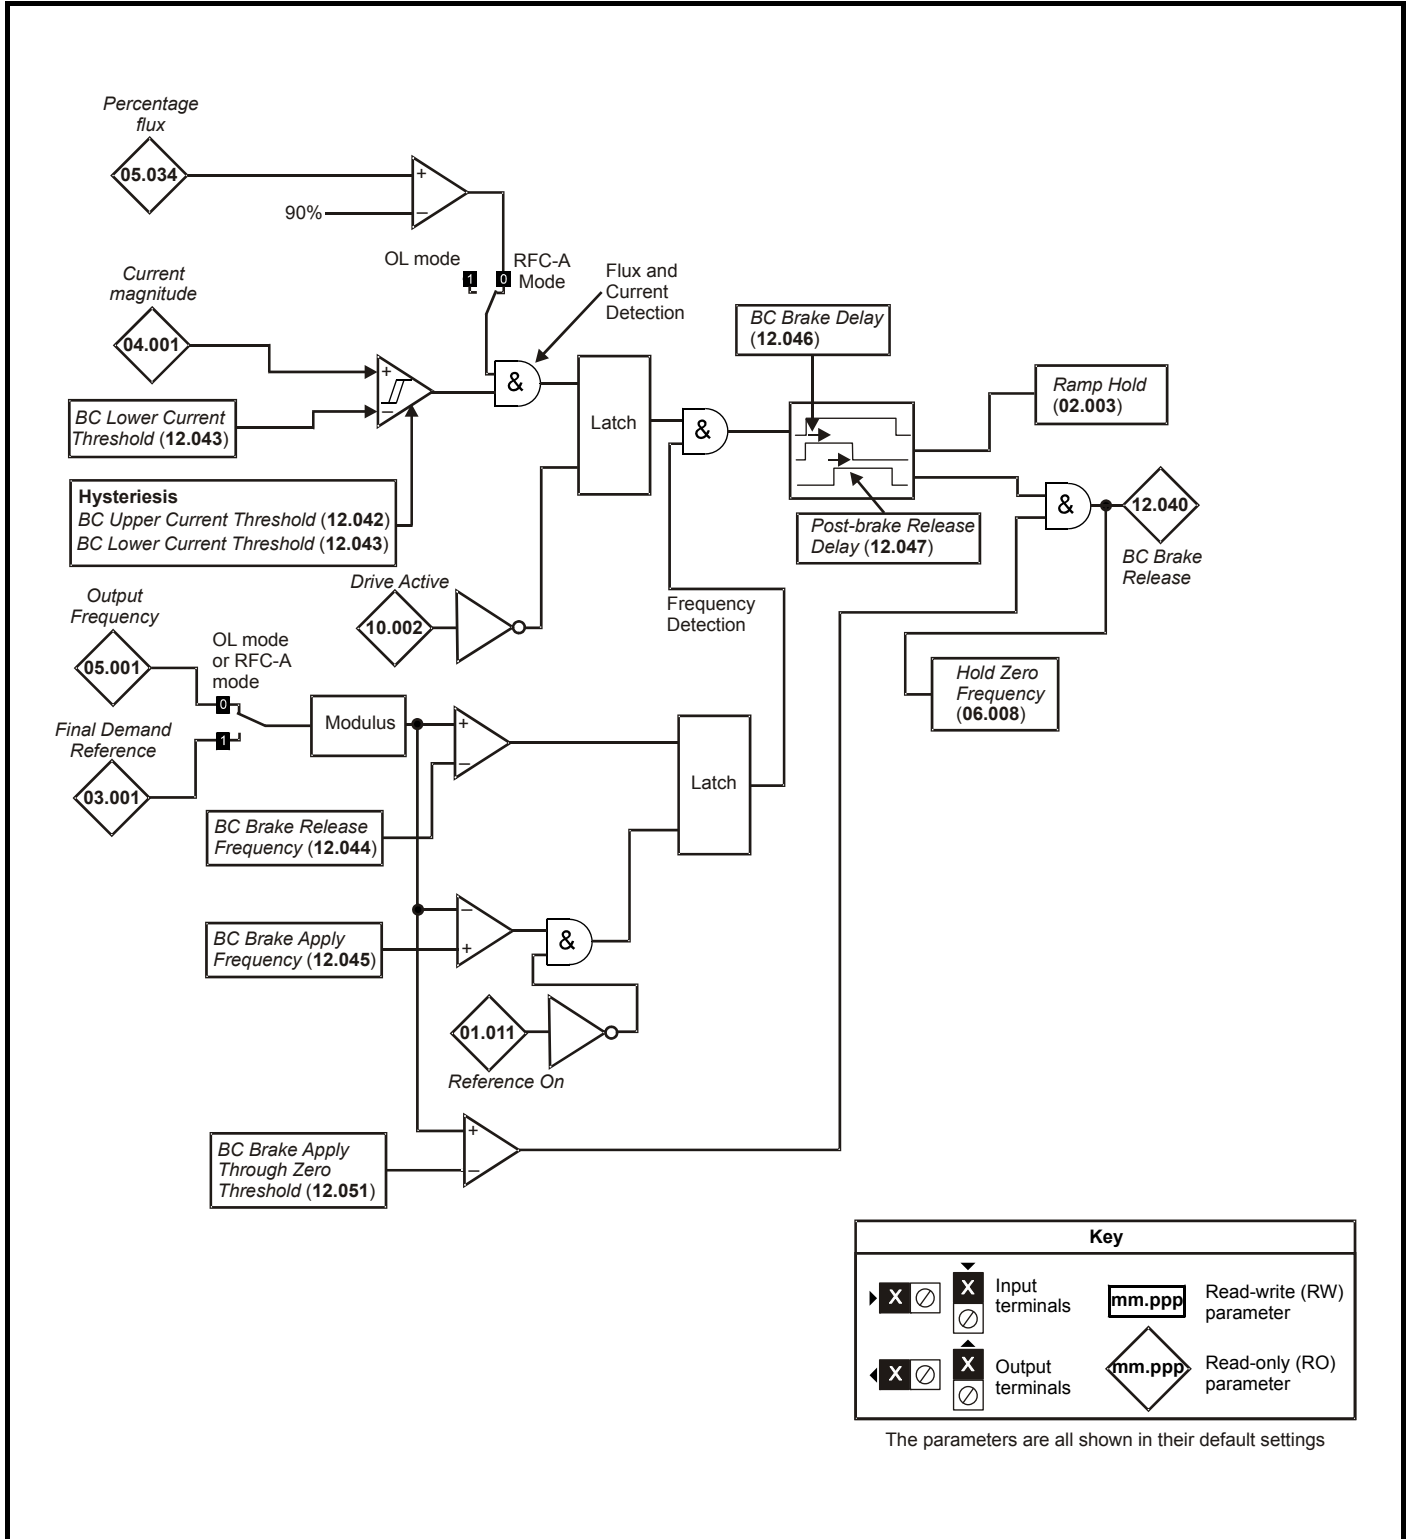 Percentage
flux
05.034
+
90%
–
OL mode
1
0
RFC-A
Mode
Flux and
Current
Detection
Current
magnitude
04.001
+
–
&
BC Lower Current
Threshold (12.043)
Hysteriesis
BC Upper Current Threshold (12.042)
BC Lower Current Threshold (12.043)
Latch
&
BC Brake Delay
(12.046)
Post-brake Release
Delay (12.047)
Ramp Hold
(02.003)
&
12.040
BC Brake
Release
Drive Active
10.002
Frequency
Detection
Hold Zero
Frequency
(06.008)
Output
Frequency
05.001
OL mode
or RFC-A
mode
0
1
Final Demand
Reference
03.001
Modulus
+
–
Latch
BC Brake Release
Frequency (12.044)
–
+
BC Brake Apply
Frequency (12.045)
&
01.011
Reference On
+
–
BC Brake Apply
Through Zero
Threshold (12.051)
Key
X
X
Input
terminals
mm.ppp
Read-write (RW)
parameter
X
X
Output
terminals
mm.ppp
Read-only (RO)
parameter
The parameters are all shown in their default settings